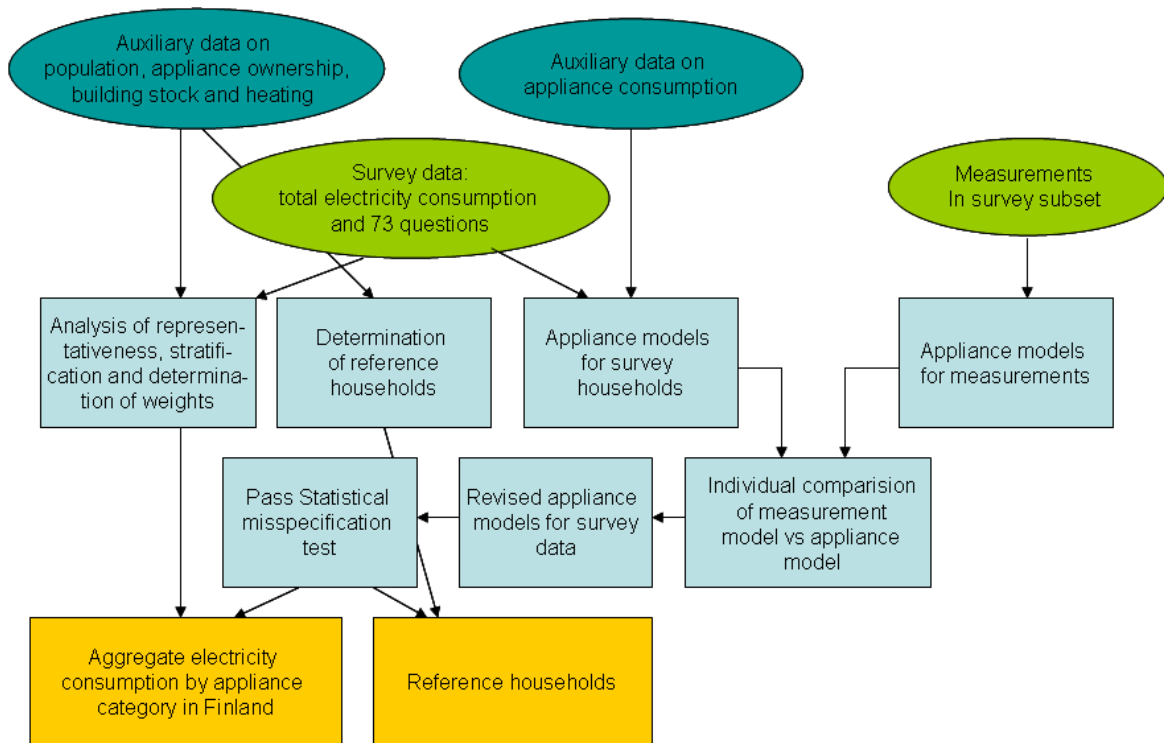 Auxiliary data on
population, appliance ownership,
building stock and heating
Auxiliary data on
appliance consumption
Survey data:
total electricity consumption
and 73 questions
Measurements
In survey subset
Analysis of represen-
tativeness, stratifi-
cation and determina-
tion of weights
Determination
of reference
households
Appliance models
for survey
households
Appliance models
for measurements
Pass Statistical
misspecification
test
Revised appliance
models for survey
data
Individual comparision
of measurement
model vs appliance
model
Aggregate electricity
consumption by appliance
category in Finland
Reference households